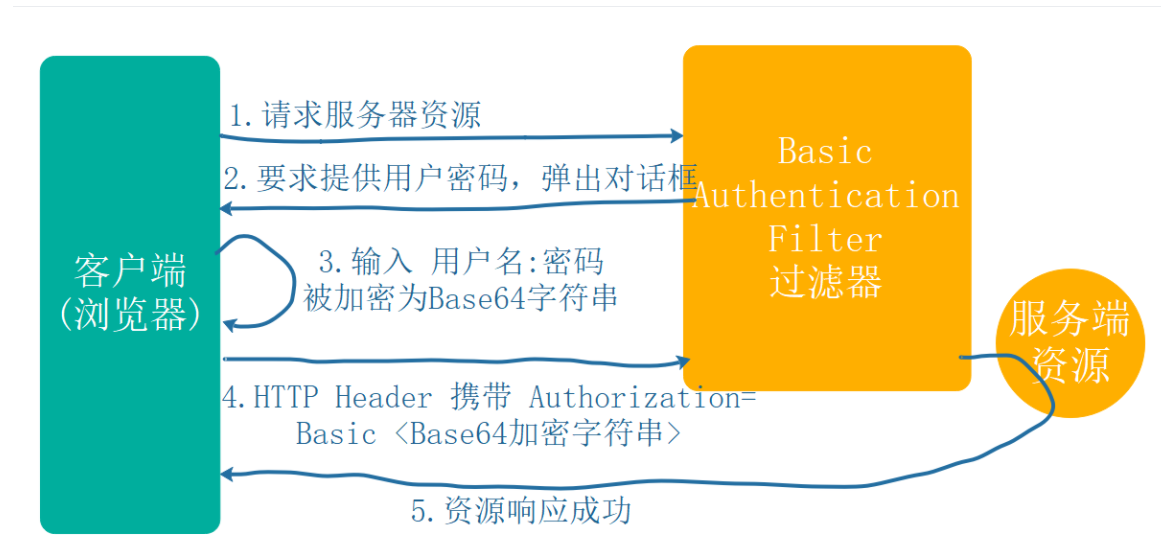 1.请求服务器资源
2.要求提供用户密码，弹出对话框
Basic
Authentication
Filter
过滤器
客户端
(浏览器)
3.输入 用户名:密码
被加密为Base64字符串
服务端
资源
4.HTTP Header 携带 Authorization=
Basic <Base64加密字符串>
5.资源响应成功